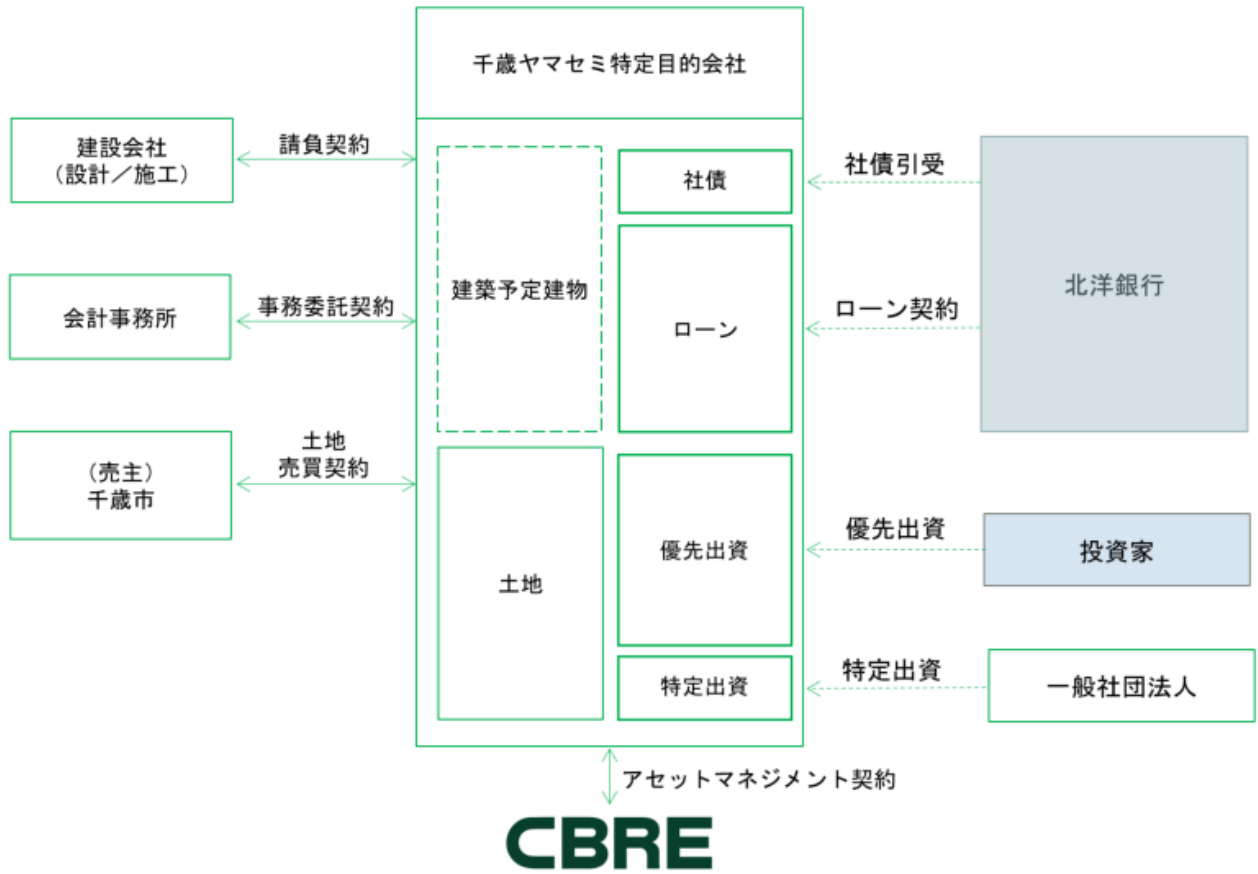 千歳ヤマセミ特定目的会社
建設会社
（設計／施工）
請負契約
会計事務所
事務委託契約
（売主）
千歳市
土地
売買契約
建築予定建物
土地
社債
ローン
優先出資
特定出資
社債引受
ローン契約
北洋銀行
優先出資
投資家
特定出資
一般社団法人
アセットマネジメント契約
CBRE